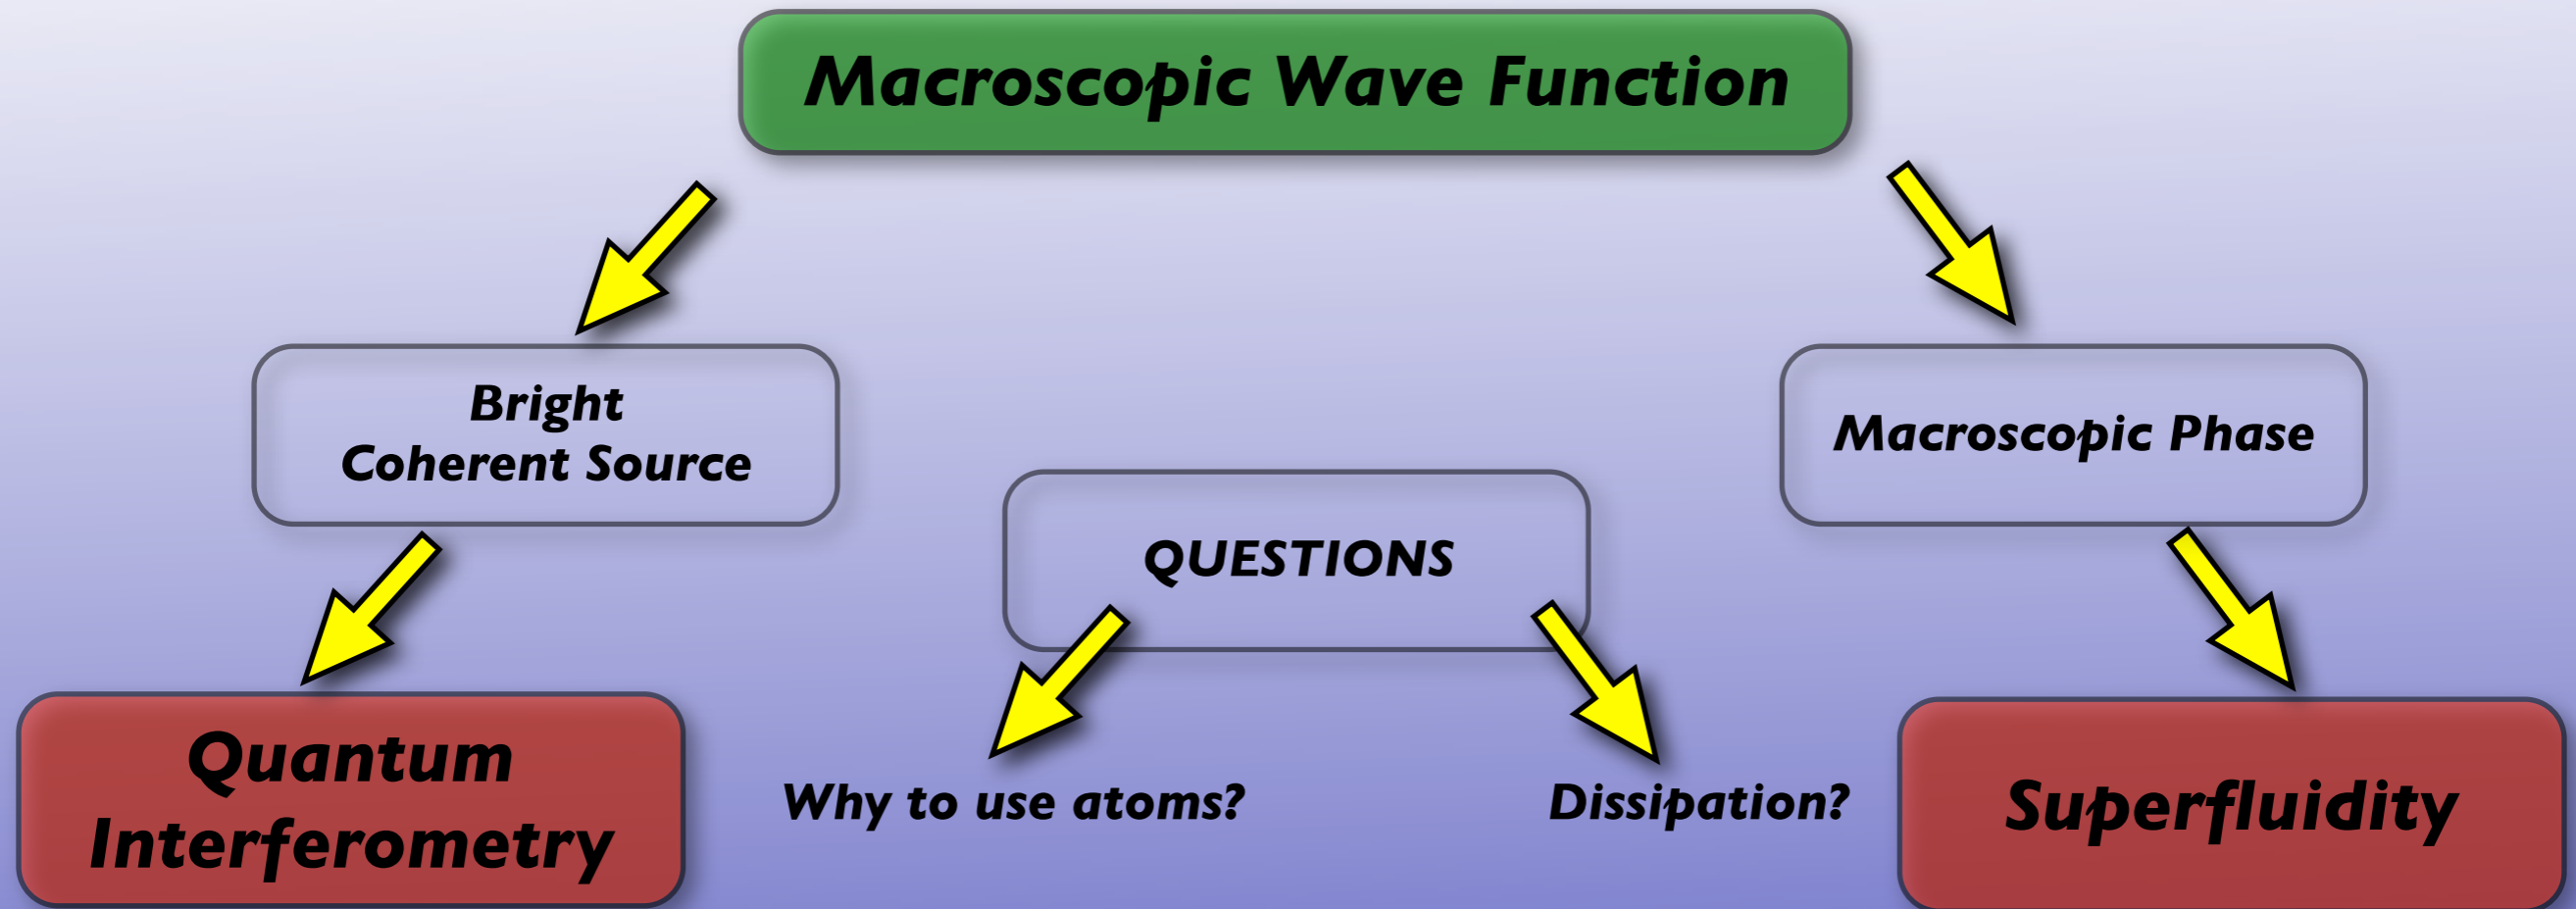 Macroscopic Wave Function
Bright
Coherent Source
Macroscopic Phase
QUESTIONS
Quantum
Interferometry
Why to use atoms?
Dissipation?
Superfluidity